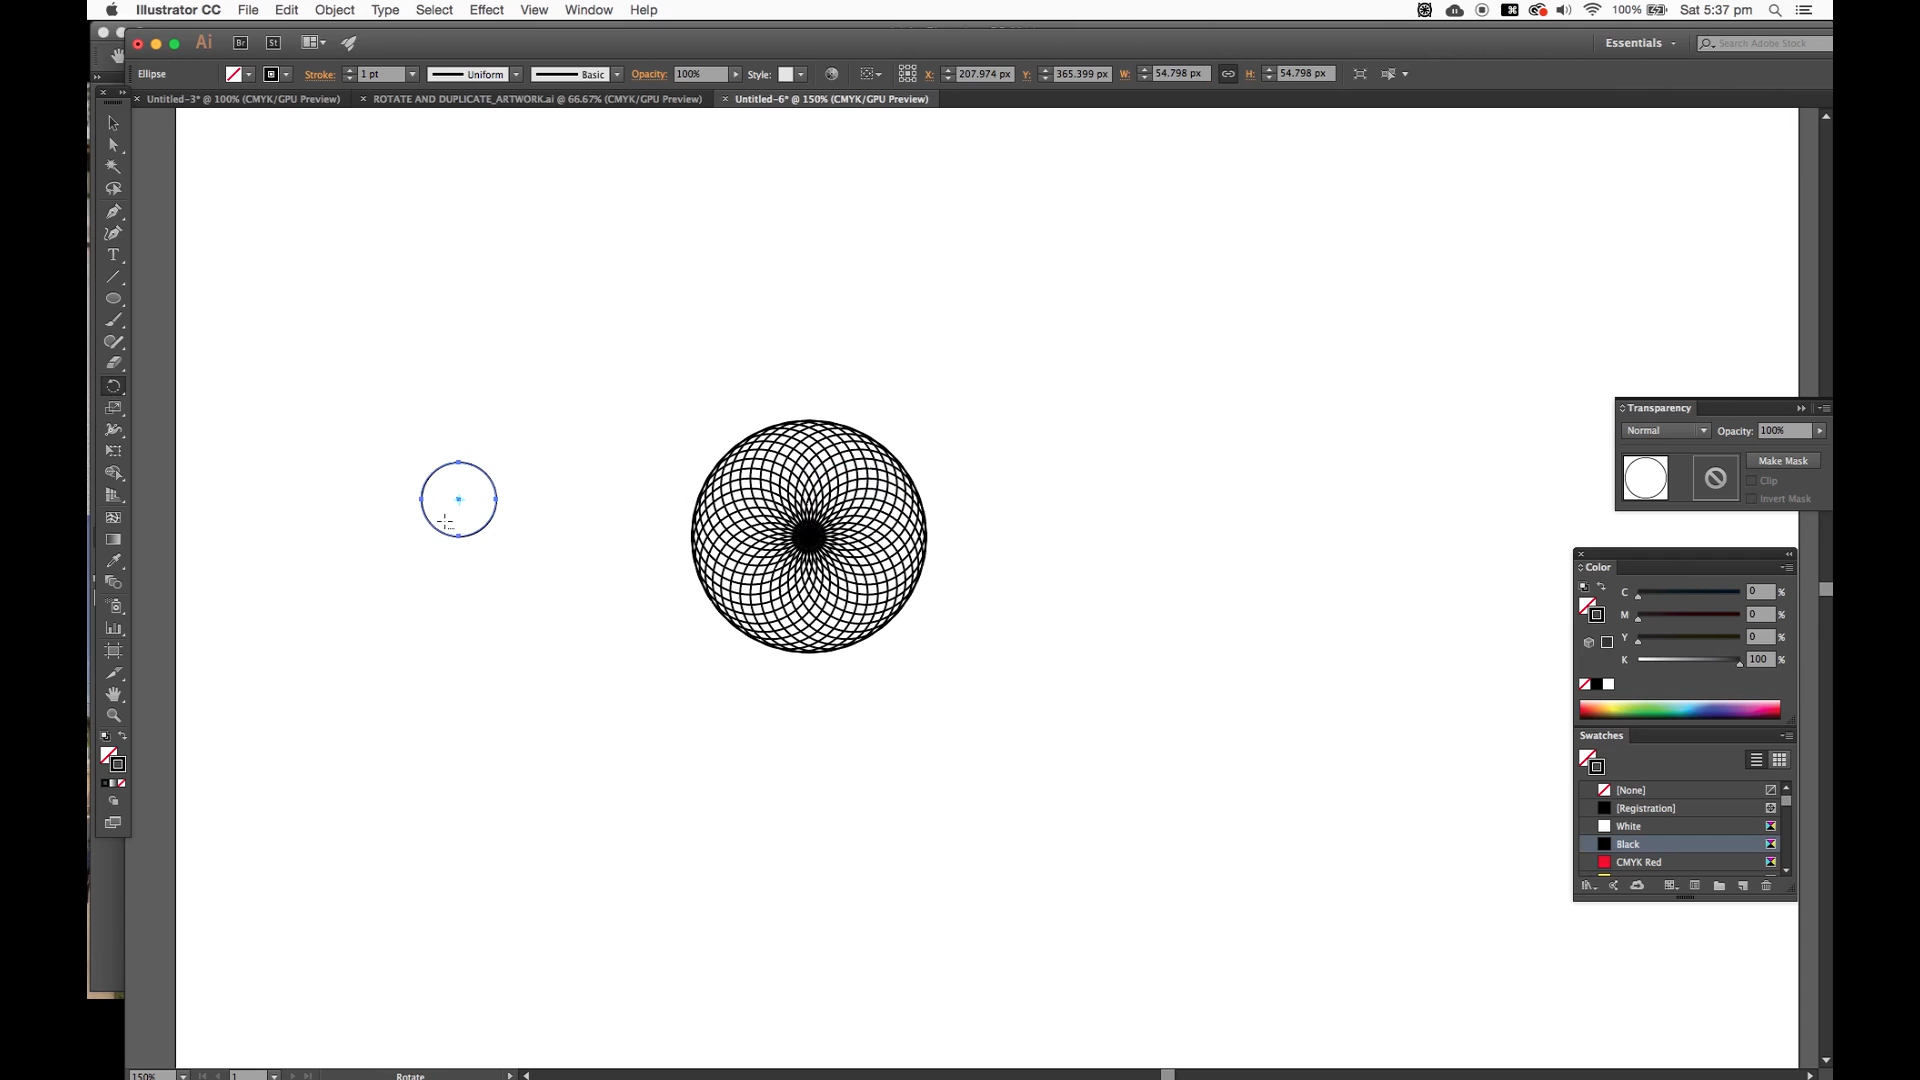 Illustrator CC File Edit Object Type Select Effect View Window Help 100% Sat 5:37 pm
Ai Br St Essentials Search Adobe Stock
Ellipse Stroke: 1 pt Uniform Basic Opacity: 100% Style: X: 207.974 px Y: 365.399 px W: 54.798 px H: 54.798 px
Untitled-3* @ 100% (CMYK/GPU Preview) ROTATE AND DUPLICATE_ARTWORK.ai @ 66.67% (CMYK/GPU Preview) Untitled-6* @ 150% (CMYK/GPU Preview)
Transparency
Normal Opacity: 100%
Make Mask
Clip
Invert Mask
Color
C 0 %
M 0 %
Y 0 %
K 100 %
Swatches
[None]
[Registration]
White
Black
CMYK Red
150% 1 Rotate